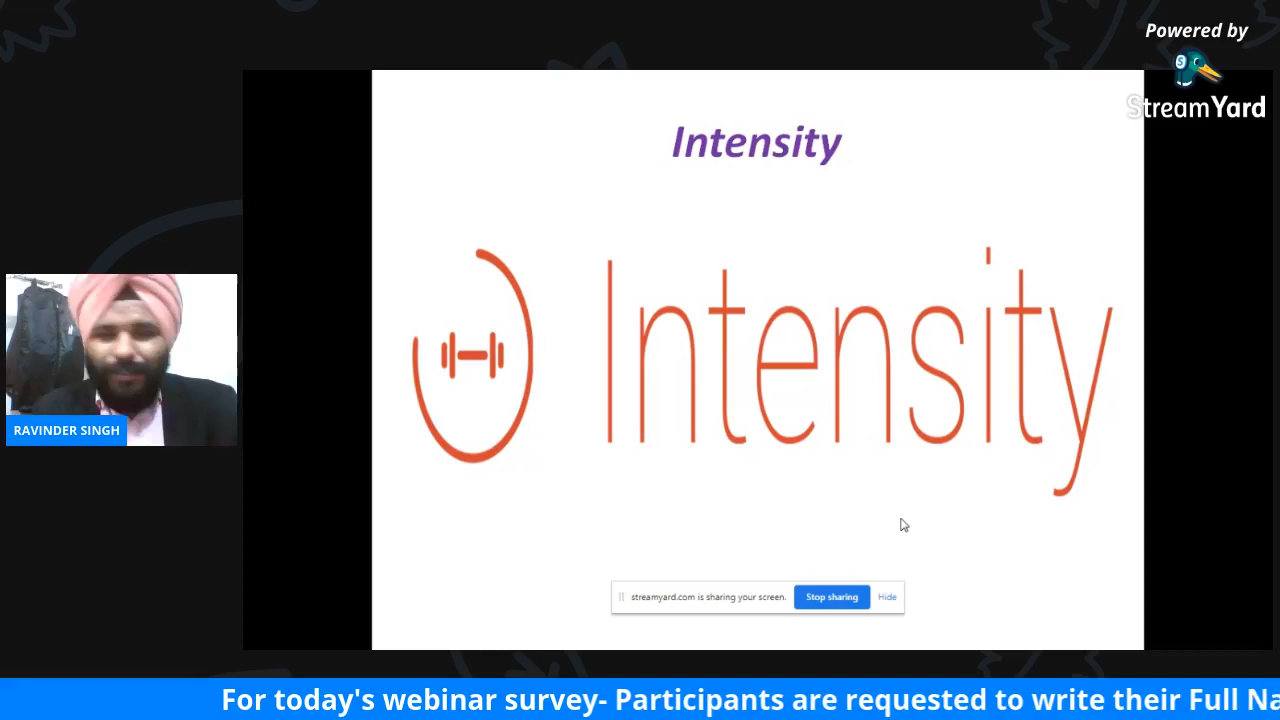 Powered by
StreamYard
Intensity
Intensity
RAVINDER SINGH
streamyard.com is sharing your screen.
Stop sharing
Hide
For today's webinar survey- Participants are requested to write their Full Na